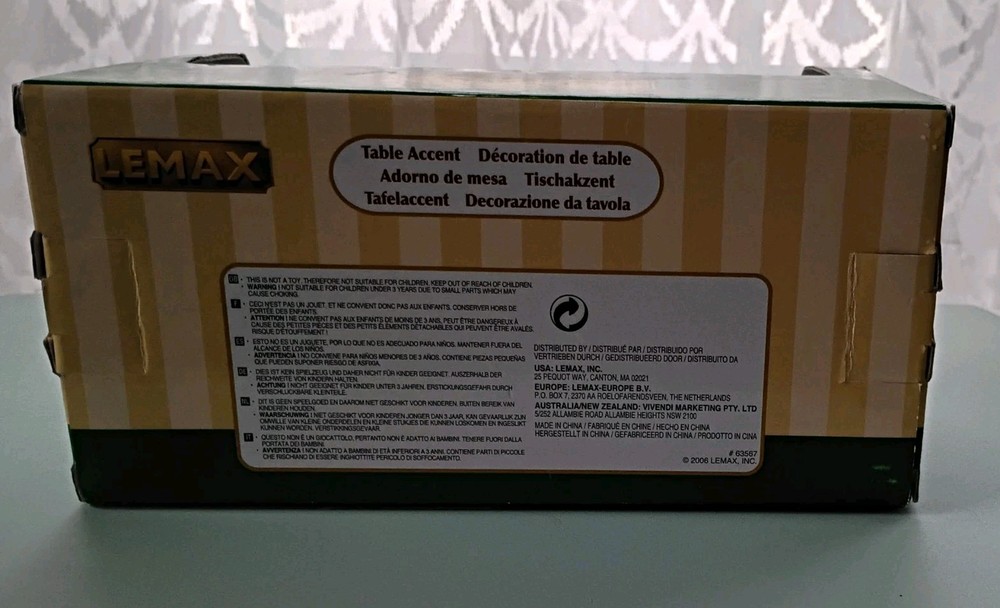 LEMAX
Table Accent Décoration de table
Adorno de mesa Tischakzent
Tafelaccent Decorazione da tavola
GB • THIS IS NOT A TOY. THEREFORE NOT SUITABLE FOR CHILDREN. KEEP OUT OF REACH OF CHILDREN.
• WARNING ! NOT SUITABLE FOR CHILDREN UNDER 3 YEARS DUE TO SMALL PARTS WHICH MAY
CAUSE CHOKING.
F • CECI N'EST PAS UN JOUET, ET NE CONVIENT DONC PAS AUX ENFANTS. CONSERVER HORS DE
PORTÉE DES ENFANTS.
• ATTENTION ! NE CONVIENT PAS AUX ENFANTS DE MOINS DE 3 ANS, PEUT ÊTRE DANGEREUX À
CAUSE DES PETITES PIÈCES ET DES PETITS ÉLÉMENTS DÉTACHABLES QUI PEUVENT ÊTRE AVALÉS.
RISQUE D'ÉTOUFFEMENT !
ES • ESTO NO ES UN JUGUETE, POR LO QUE NO ES ADECUADO PARA NIÑOS. MANTENER FUERA DEL
ALCANCE DE LOS NIÑOS.
• ADVERTENCIA ! NO CONVIENE PARA NIÑOS MENORES DE 3 AÑOS. CONTIENE PIEZAS PEQUEÑAS
QUE PUEDEN SUPONER RIESGO DE ASFIXIA.
DE • DIES IST KEIN SPIELZEUG UND DAHER NICHT FÜR KINDER GEEIGNET. AUSZERHALB DER
REICHWEITE VON KINDERN HALTEN.
• ACHTUNG ! NICHT GEEIGNET FÜR KINDER UNTER 3 JAHREN. ERSTICKUNGSGEFAHR DURCH
VERSCHLUCKBARE KLEINTEILE.
NL • DIT IS GEEN SPEELGOED EN DAAROM NIET GESCHIKT VOOR KINDEREN. BUITEN BEREIK VAN
KINDEREN HOUDEN.
• WAARSCHUWING ! NIET GESCHIKT VOOR KINDEREN JONGER DAN 3 JAAR, KAN GEVAARLIJK ZIJN
OMWILLE VAN KLEINE ONDERDELEN EN KLEINE STUKJES DIE KUNNEN LOSKOMEN EN INGESLIKT
KUNNEN WORDEN. VERSTIKKINGSGEVAAR.
IT • QUESTO NON È UN GIOCATTOLO, PERTANTO NON È ADATTO AI BAMBINI. TENERE FUORI DALLA
PORTATA DEI BAMBINI.
• AVVERTENZA ! NON ADATTO A BAMBINI DI ETÀ INFERIORI A 3 ANNI. CONTIENE PARTI DI PICCOLE
CHE RISCHIANO DI ESSERE INGHIOTTITE PERICOLO DI SOFFOCAMENTO.
DISTRIBUTED BY / DISTRIBUÉ PAR / DISTRIBUIDO POR
VERTRIEBEN DURCH / GEDISTRIBUEERD DOOR / DISTRIBUITO DA
USA: LEMAX, INC.
25 PEQUOT WAY, CANTON, MA 02021
EUROPE: LEMAX-EUROPE B.V.
P.O. BOX 7, 2370 AA ROELOFARENDSVEEN, THE NETHERLANDS
AUSTRALIA/NEW ZEALAND: VIVENDI MARKETING PTY. LTD
5/252 ALLAMBIE ROAD ALLAMBIE HEIGHTS NSW 2100
MADE IN CHINA / FABRIQUÉ EN CHINE / HECHO EN CHINA
HERGESTELLT IN CHINA / GEFABRICEERD IN CHINA / PRODOTTO IN CINA
# 63567
© 2006 LEMAX, INC.